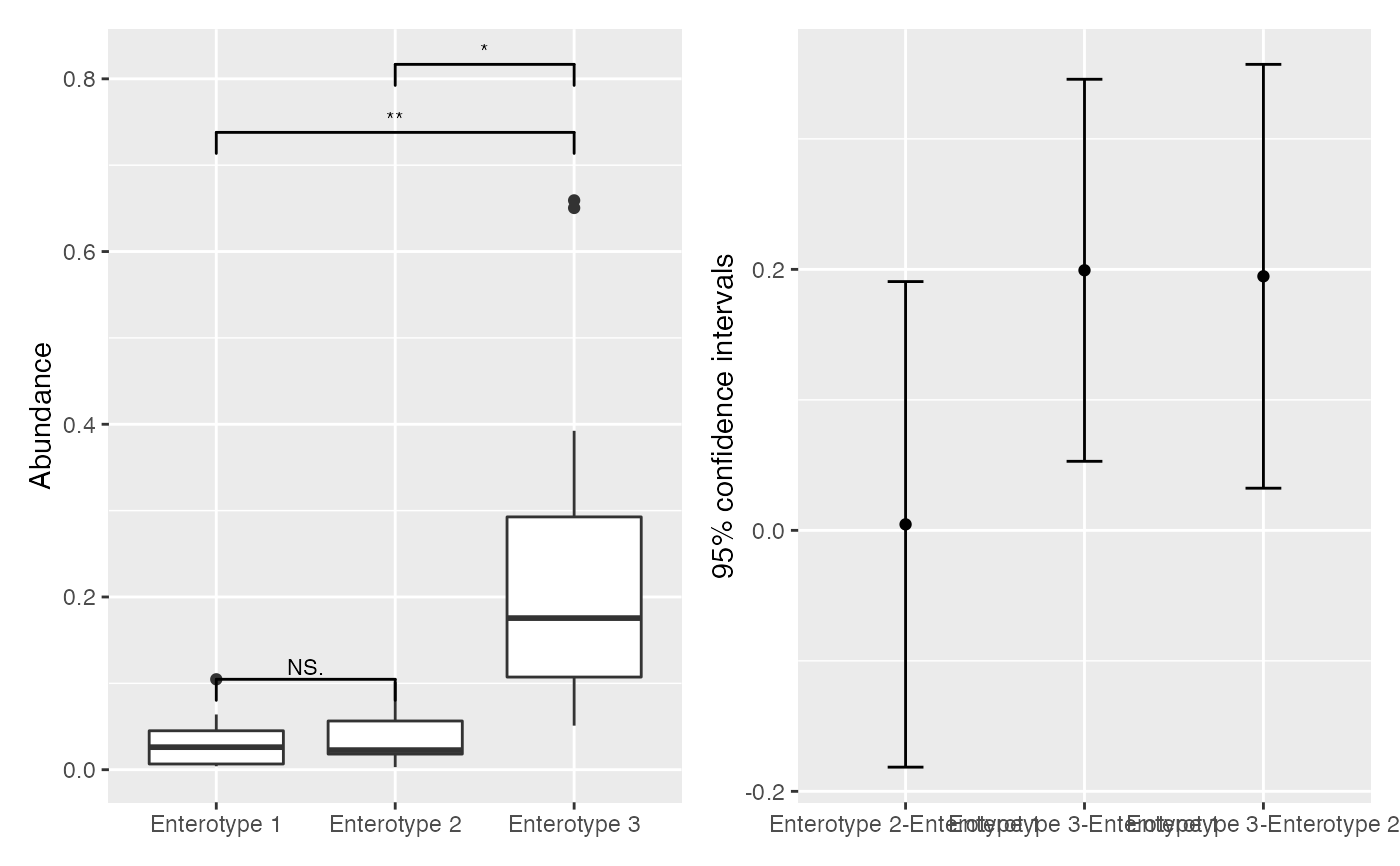 Abundance
0.8
0.6
0.4
0.2
0.0
*
**
NS.
Enterotype 1
Enterotype 2
Enterotype 3
95% confidence intervals
0.2
0.0
-0.2
Enterotype 2-Enterotype 1
Enterotype 3-Enterotype 1
Enterotype 3-Enterotype 2